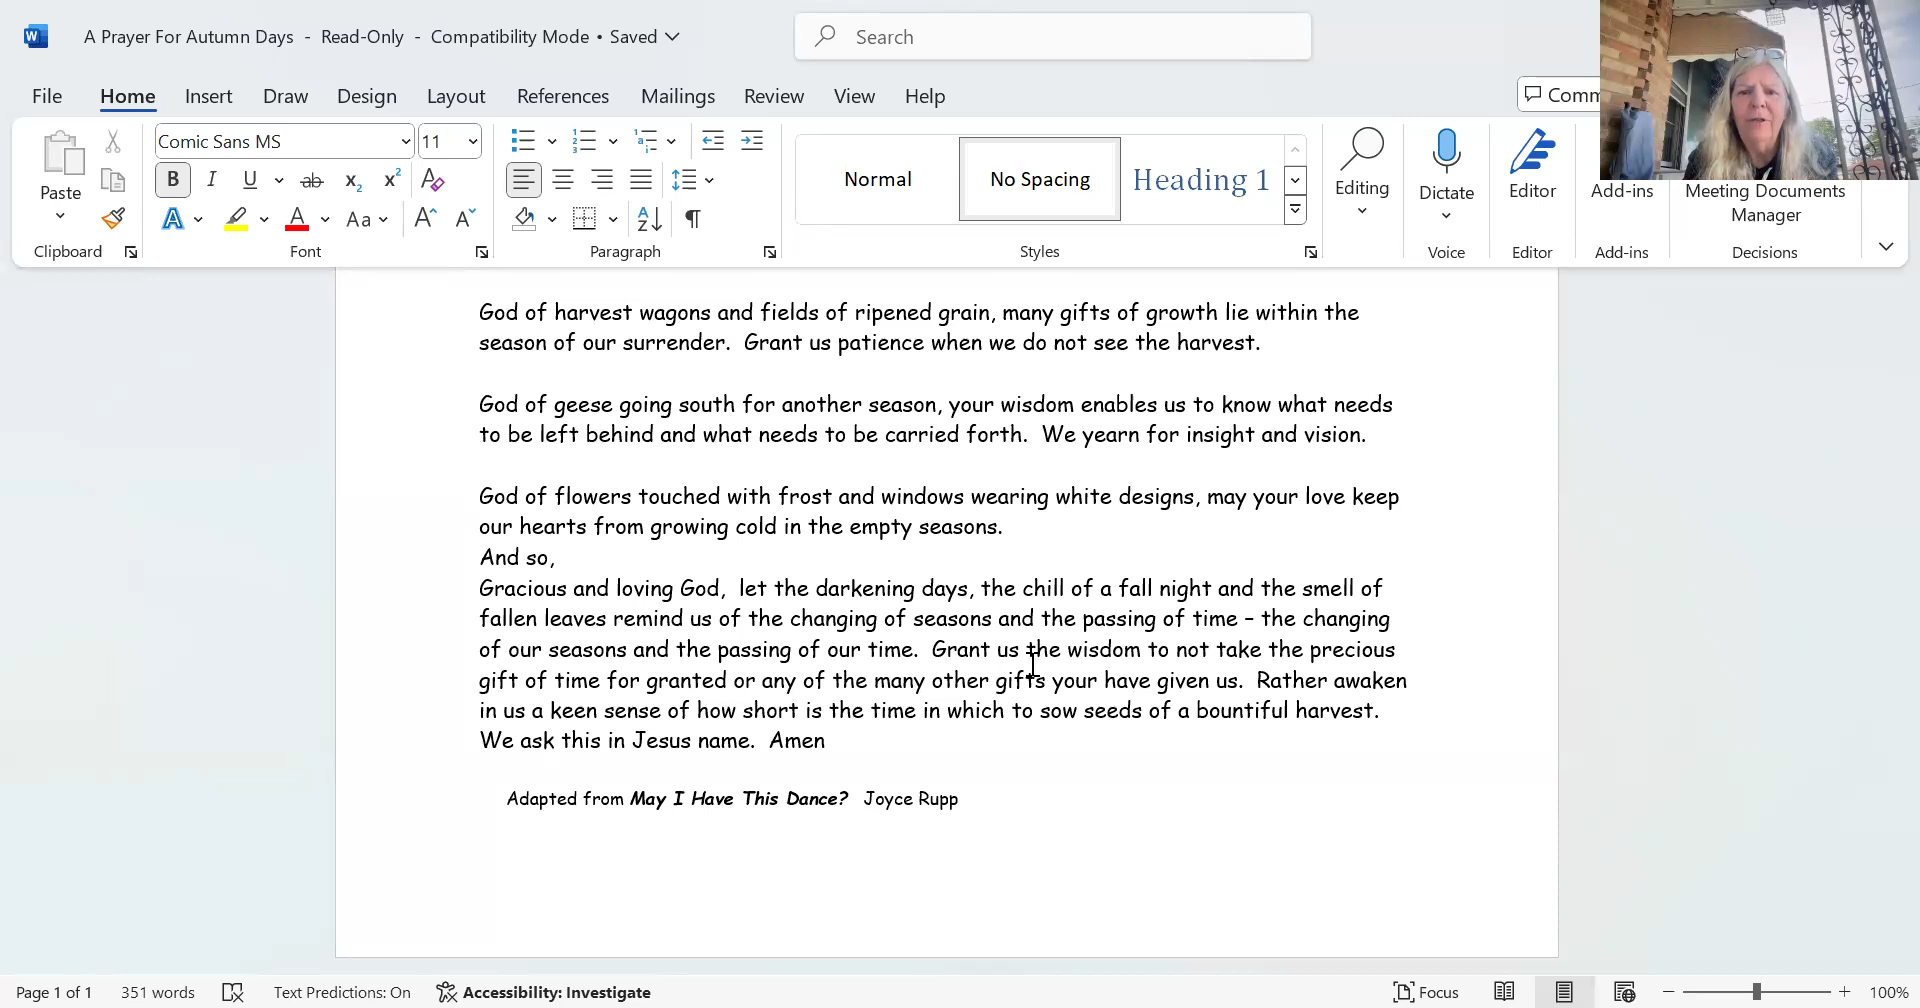 A Prayer For Autumn Days - Read-Only - Compatibility Mode • Saved
Search
File Home Insert Draw Design Layout References Mailings Review View Help
Comm
Paste
Comic Sans MS 11
Normal
No Spacing
Heading 1
Editing
Dictate
Editor
Add-ins
Meeting Documents
Manager
Clipboard
Font
Paragraph
Styles
Voice
Editor
Add-ins
Decisions
God of harvest wagons and fields of ripened grain, many gifts of growth lie within the
season of our surrender. Grant us patience when we do not see the harvest.
God of geese going south for another season, your wisdom enables us to know what needs
to be left behind and what needs to be carried forth. We yearn for insight and vision.
God of flowers touched with frost and windows wearing white designs, may your love keep
our hearts from growing cold in the empty seasons.
And so,
Gracious and loving God, let the darkening days, the chill of a fall night and the smell of
fallen leaves remind us of the changing of seasons and the passing of time – the changing
of our seasons and the passing of our time. Grant us the wisdom to not take the precious
gift of time for granted or any of the many other gifts your have given us. Rather awaken
in us a keen sense of how short is the time in which to sow seeds of a bountiful harvest.
We ask this in Jesus name. Amen
Adapted from May I Have This Dance? Joyce Rupp
Page 1 of 1 351 words Text Predictions: On Accessibility: Investigate Focus 100%